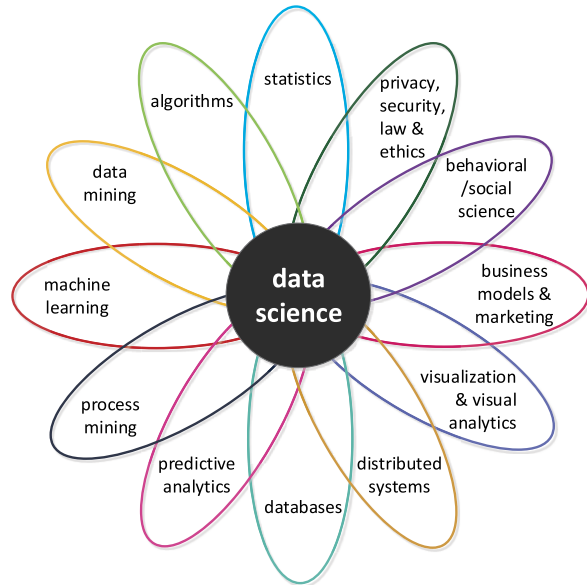 statistics
privacy,
security,
law &
ethics
behavioral
/social
science
business
models &
marketing
visualization
& visual
analytics
distributed
systems
databases
predictive
analytics
process
mining
machine
learning
data
mining
algorithms
data
science